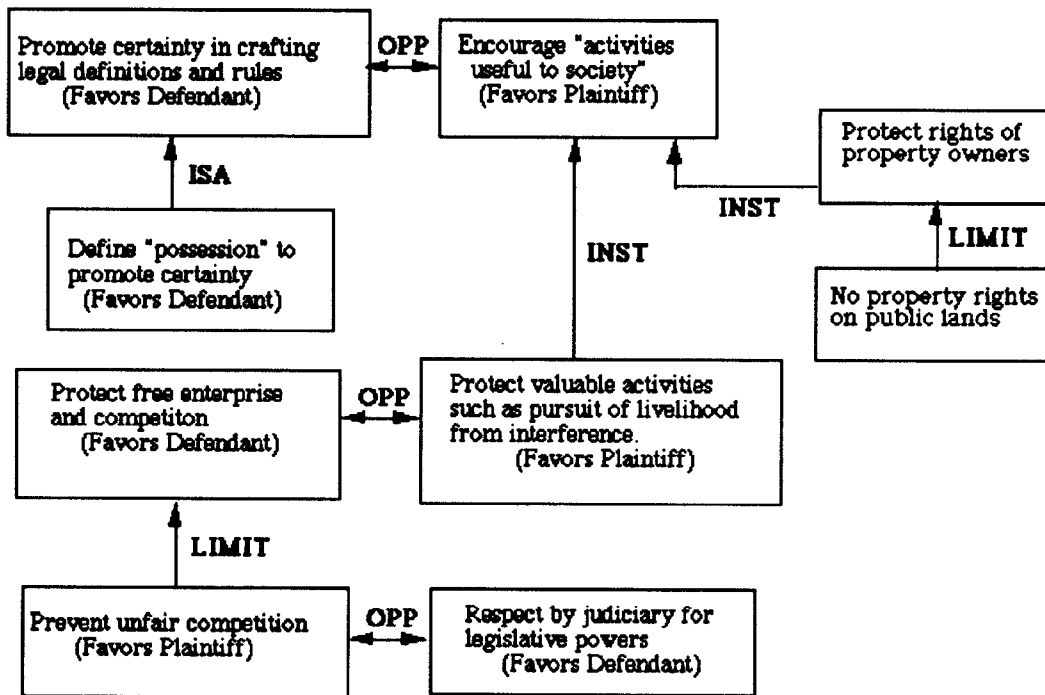 Promote certainty in crafting
legal definitions and rules
(Favors Defendant)
OPP
Encourage "activities
useful to society"
(Favors Plaintiff)
Protect rights of
property owners
ISA
INST
INST
LIMIT
Define "possession" to
promote certainty
(Favors Defendant)
No property rights
on public lands
Protect free enterprise
and competiton
(Favors Defendant)
OPP
Protect valuable activities
such as pursuit of livelihood
from interference.
(Favors Plaintiff)
LIMIT
Prevent unfair competition
(Favors Plaintiff)
OPP
Respect by judiciary for
legislative powers
(Favors Defendant)